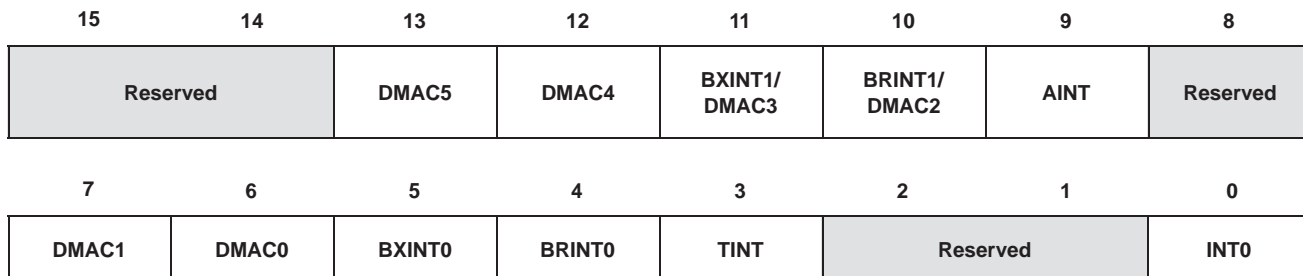 15 14 13 12 11 10 9 8
Reserved DMAC5 DMAC4 BXINT1/ DMAC3 BRINT1/ DMAC2 AINT Reserved
7 6 5 4 3 2 1 0
DMAC1 DMAC0 BXINT0 BRINT0 TINT Reserved INT0